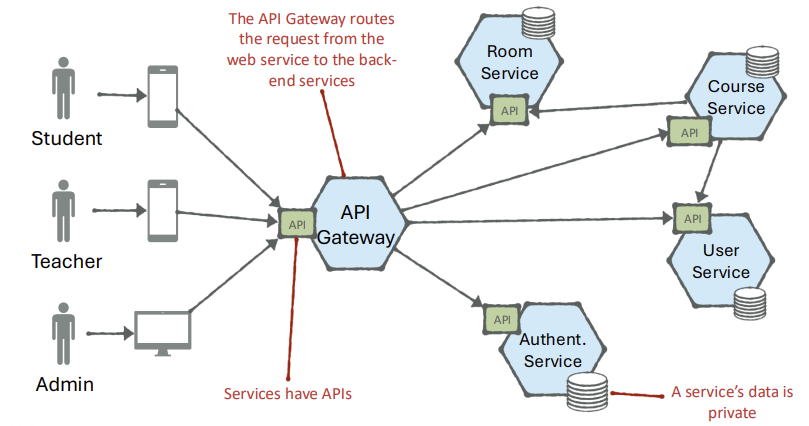 The API Gateway routes
the request from the
web service to the back-
end services
Room
Service
API
Course
Service
API
Student
Teacher
Admin
API
API
Gateway
API
User
Service
API
Authent.
Service
Services have APIs
A service's data is
private